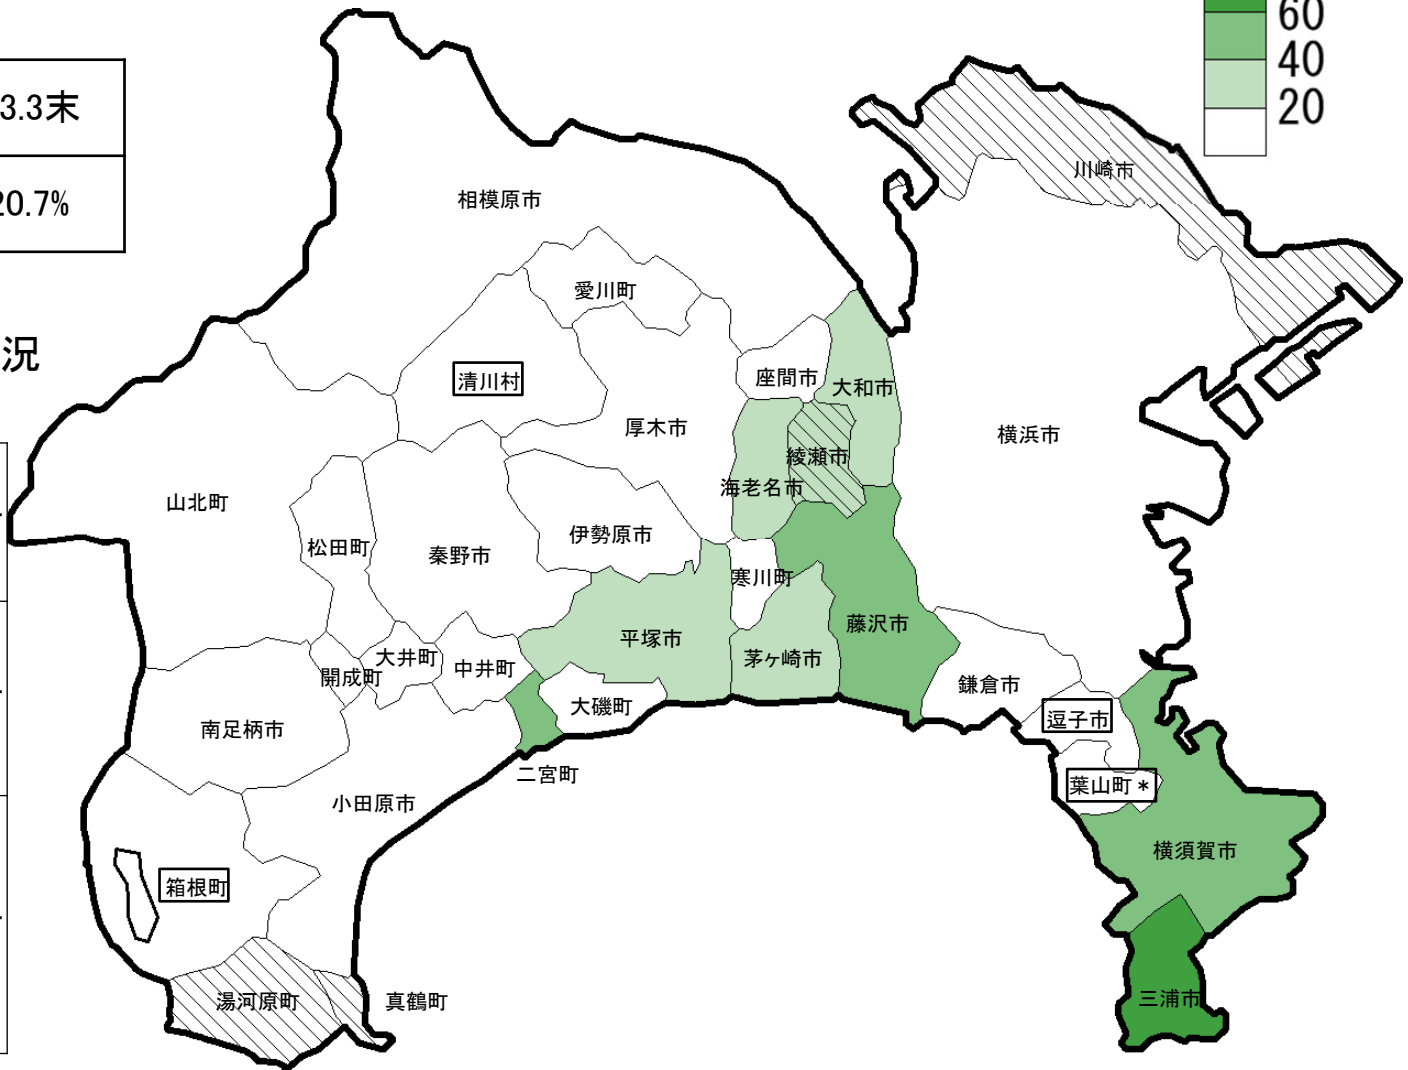 60
40
20
3.3末
20.7%
況
川崎市
相模原市
愛川町
清川村
座間市
大和市
厚木市
横浜市
綾瀬市
海老名市
山北町
松田町
秦野市
伊勢原市
寒川町
藤沢市
平塚市
茅ヶ崎市
大井町
中井町
開成町
鎌倉市
大磯町
逗子市
南足柄市
二宮町
葉山町*
小田原市
横須賀市
箱根町
湯河原町
真鶴町
三浦市